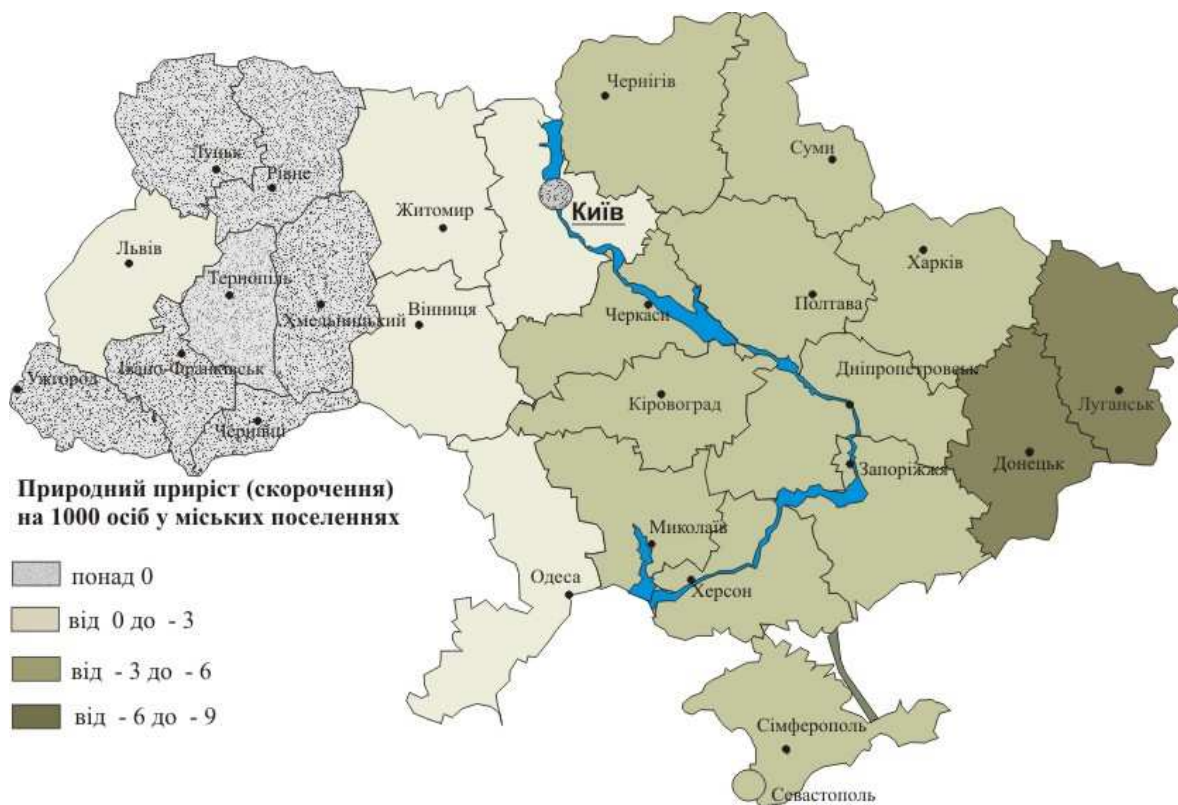 Чернігів
Суми
Луцьк
Рівне
Київ
Житомир
Львів
Харків
Тернопіль
Полтава
Черкаси
Хмельницький
Вінниця
Івано-Франківськ
Дніпропетровськ
Ужгород
Кіровоград
Луганськ
Чернівці
Донецьк
Запоріжжя
Природний приріст (скорочення)
на 1000 осіб у міських поселеннях
понад 0
від 0 до - 3
від - 3 до - 6
від - 6 до - 9
Миколаїв
Одеса
Херсон
Сімферополь
Севастополь